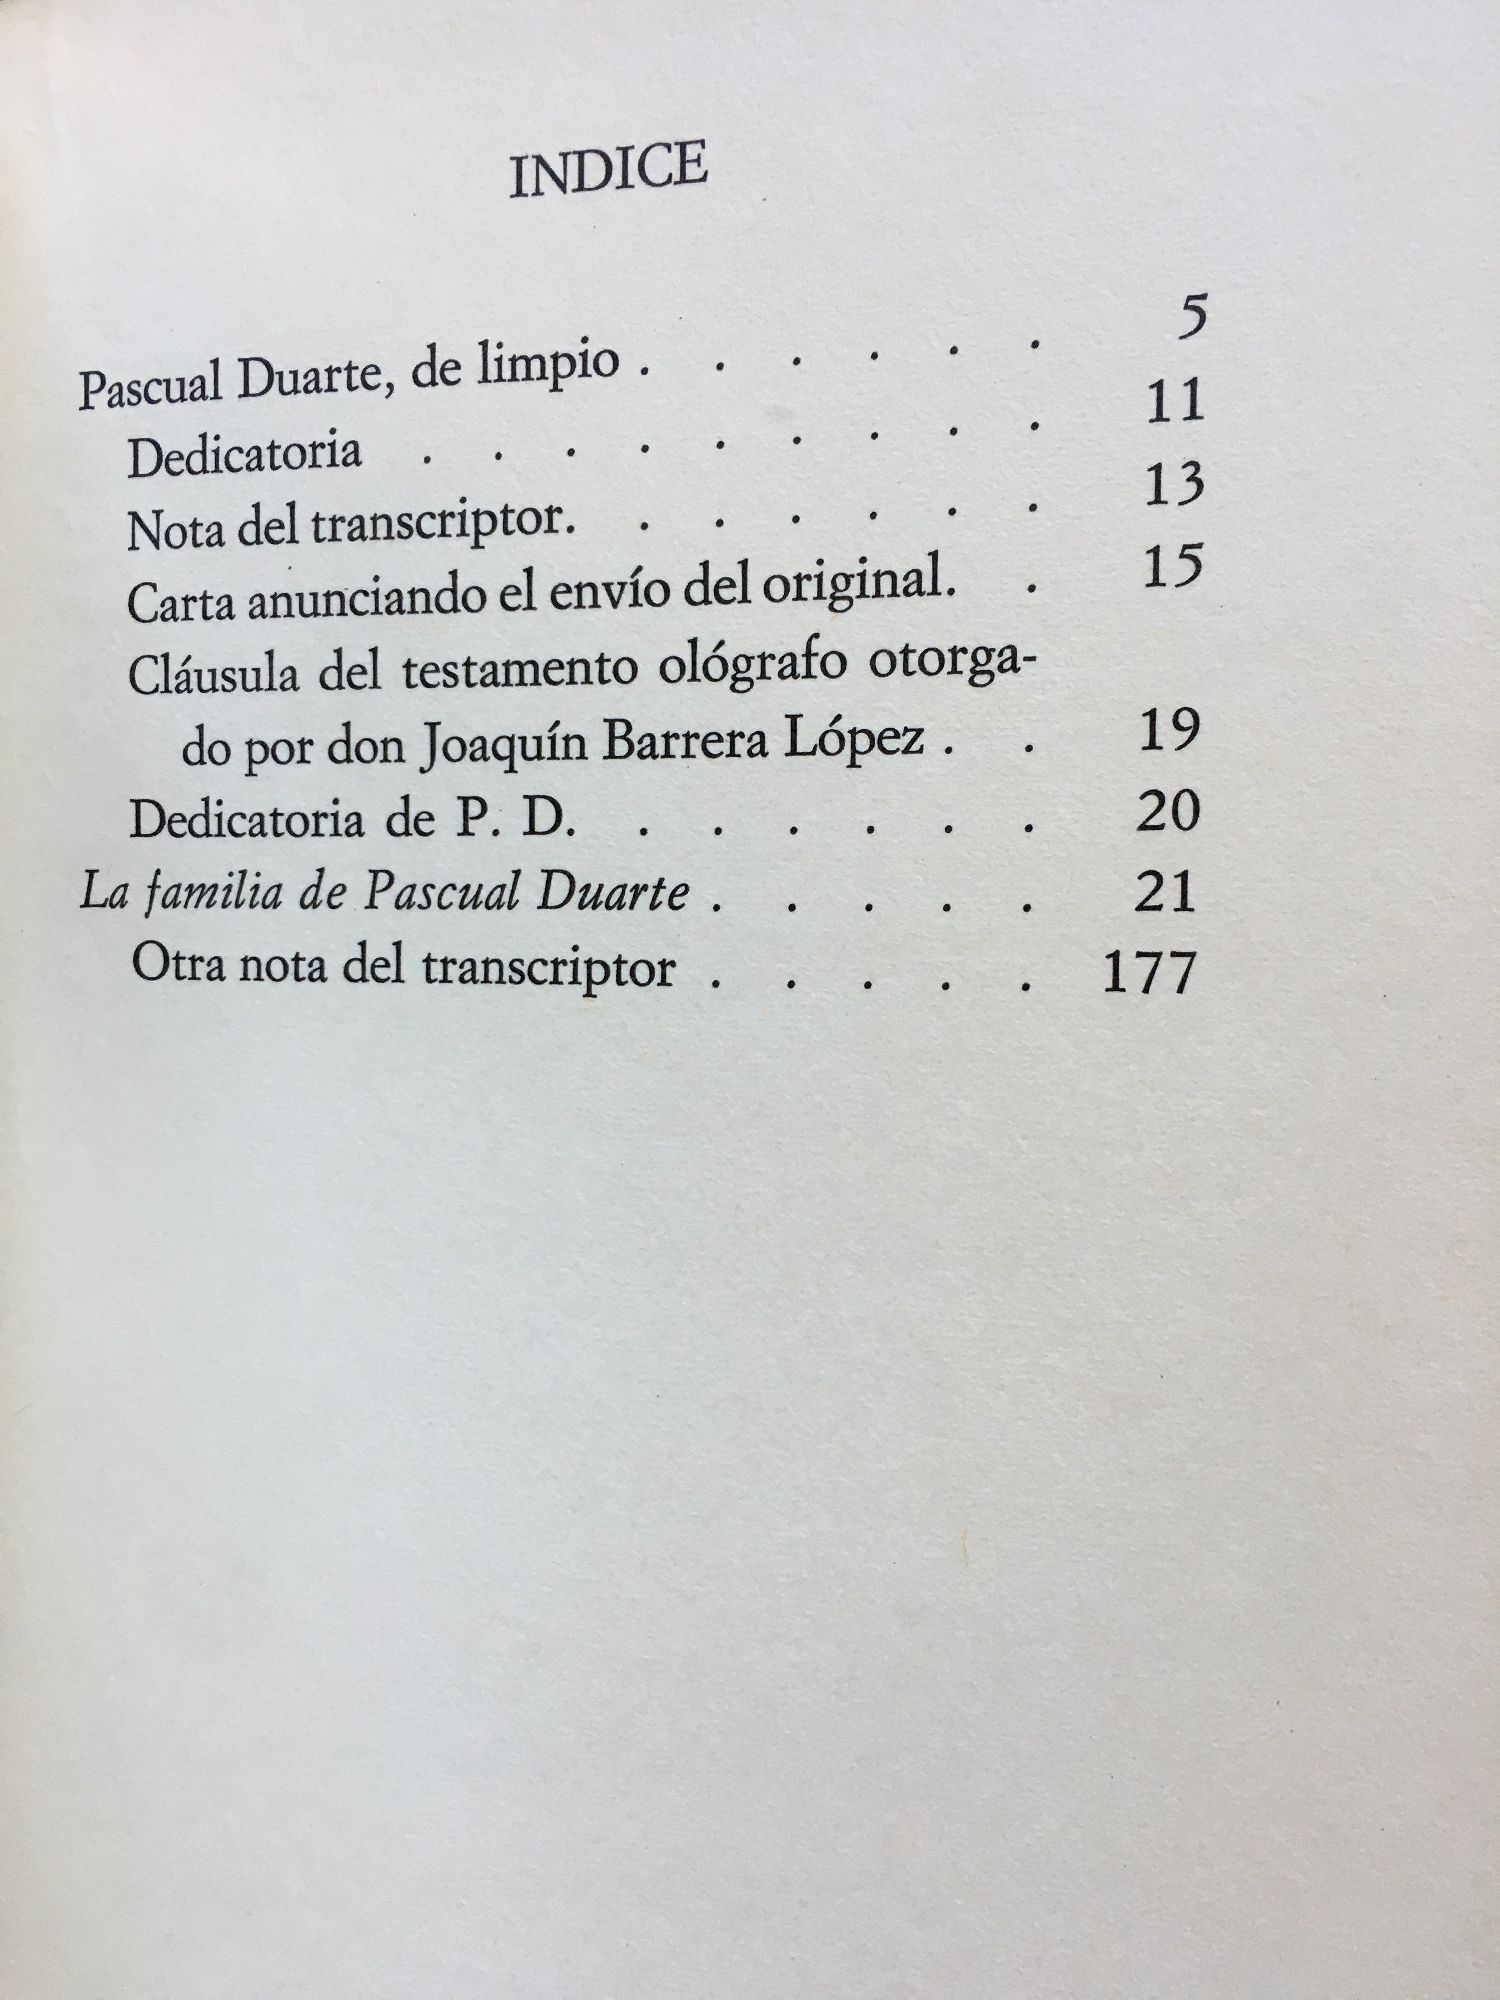 INDICE
Pascual Duarte, de limpio . . . . . . 5
Dedicatoria . . . . . . . . . 11
Nota del transcriptor. . . . . . . 13
Carta anunciando el envío del original. . 15
Cláusula del testamento ológrafo otorga-
do por don Joaquín Barrera López . . 19
Dedicatoria de P. D. . . . . . . 20
La familia de Pascual Duarte . . . . . 21
Otra nota del transcriptor . . . . . 177